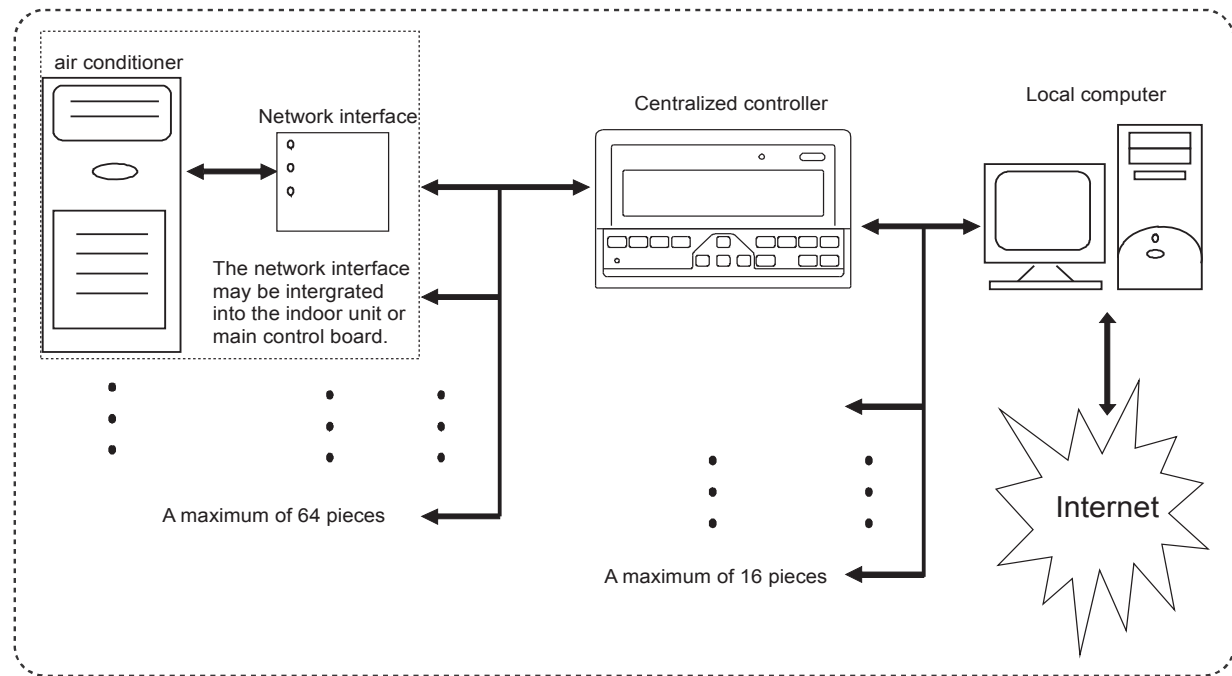 air conditioner
Network interface
The network interface
may be intergrated
into the indoor unit or
main control board.
A maximum of 64 pieces
Centralized controller
A maximum of 16 pieces
Local computer
Internet